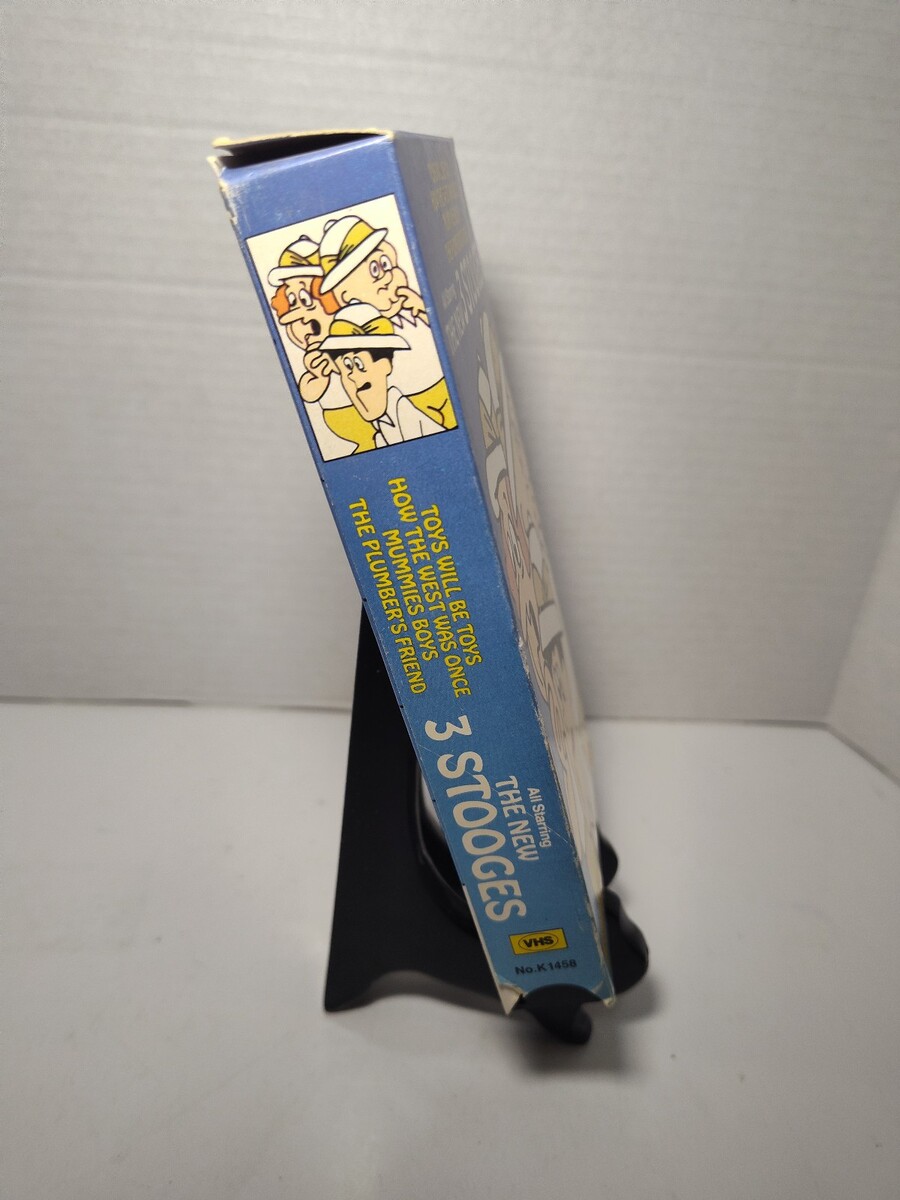 TOYS WILL BE TOYS
HOW THE WEST WAS ONCE
MUMMIES BOYS
THE PLUMBER'S FRIEND
All Starring
THE NEW
3 STOOGES
VHS
No.K1458